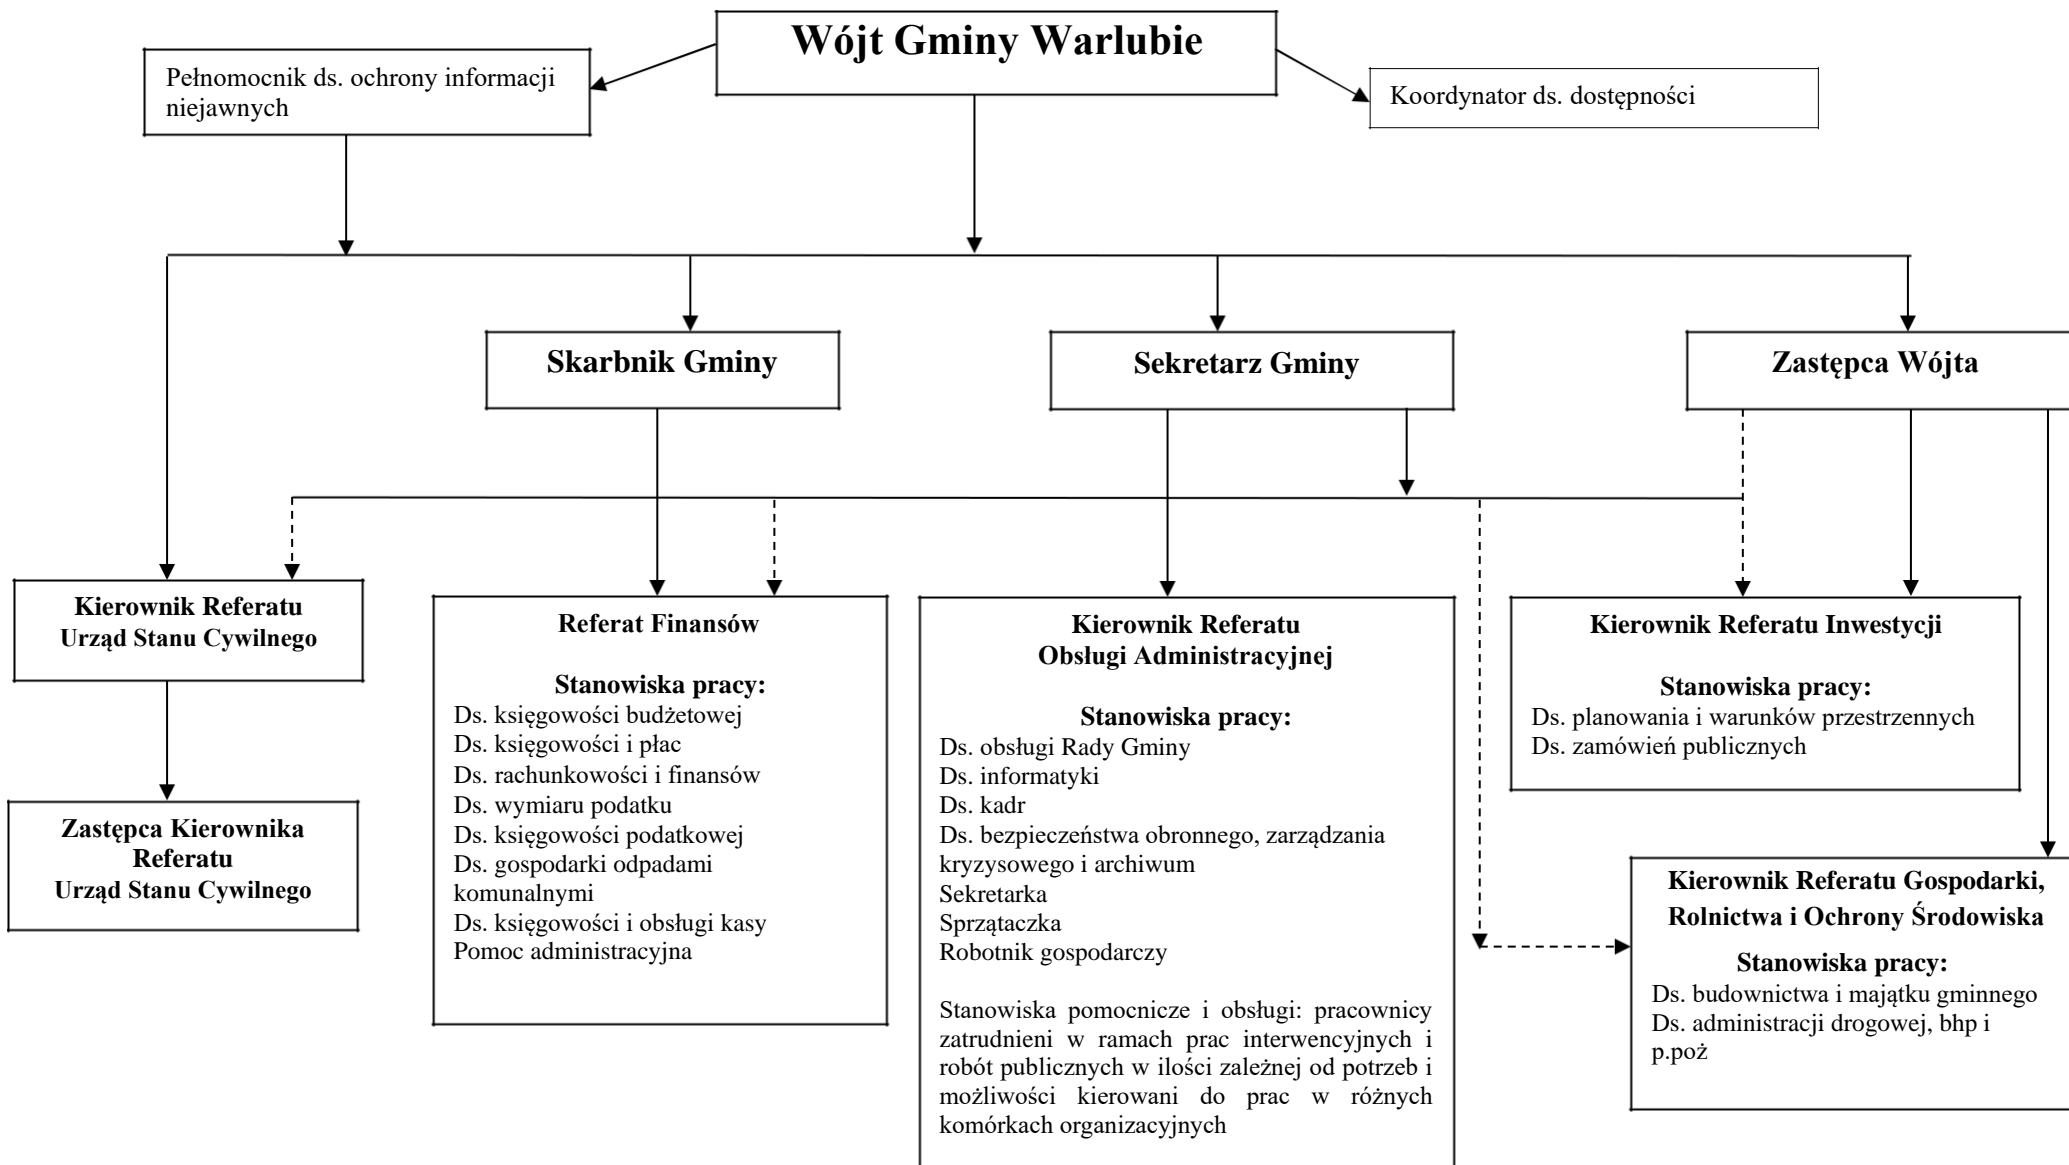 Wójt Gminy Warlubie
Pełnomocnik ds. ochrony informacji
niejawnych
Koordynator ds. dostępności
Skarbnik Gminy
Sekretarz Gminy
Zastępca Wójta
Kierownik Referatu
Urząd Stanu Cywilnego
Zastępca Kierownika
Referatu
Urząd Stanu Cywilnego
Referat Finansów
Stanowiska pracy:
Ds. księgowości budżetowej
Ds. księgowości i płac
Ds. rachunkowości i finansów
Ds. wymiaru podatku
Ds. księgowości podatkowej
Ds. gospodarki odpadami
komunalnymi
Ds. księgowości i obsługi kasy
Pomoc administracyjna
Kierownik Referatu
Obsługi Administracyjnej
Stanowiska pracy:
Ds. obsługi Rady Gminy
Ds. informatyki
Ds. kadr
Ds. bezpieczeństwa obronnego, zarządzania
kryzysowego i archiwum
Sekretarka
Sprzątaczka
Robotnik gospodarczy
Stanowiska pomocnicze i obsługi: pracownicy
zatrudnieni w ramach prac interwencyjnych i
robót publicznych w ilości zależnej od potrzeb i
możliwości kierowani do prac w różnych
komórkach organizacyjnych
Kierownik Referatu Inwestycji
Stanowiska pracy:
Ds. planowania i warunków przestrzennych
Ds. zamówień publicznych
Kierownik Referatu Gospodarki,
Rolnictwa i Ochrony Środowiska
Stanowiska pracy:
Ds. budownictwa i majątku gminnego
Ds. administracji drogowej, bhp i
p.poż